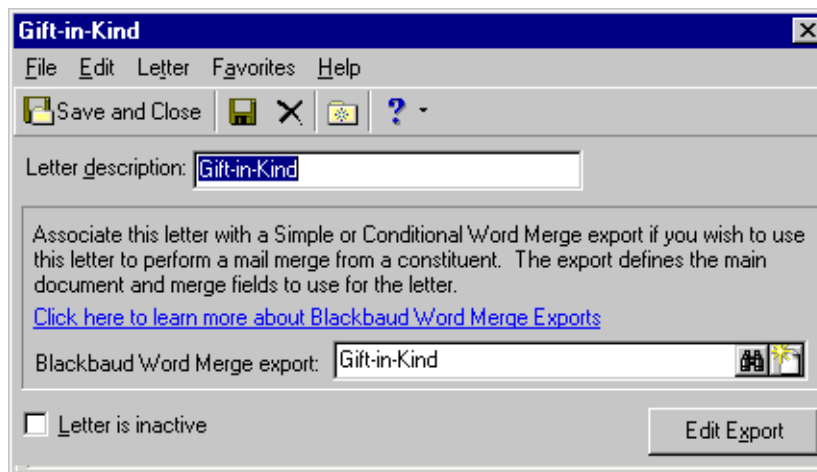 Gift-in-Kind
File Edit Letter Favorites Help
Save and Close ?
Letter description: Gift-in-Kind
Associate this letter with a Simple or Conditional Word Merge export if you wish to use
this letter to perform a mail merge from a constituent. The export defines the main
document and merge fields to use for the letter.
Click here to learn more about Blackbaud Word Merge Exports
Blackbaud Word Merge export: Gift-in-Kind
Letter is inactive
Edit Export